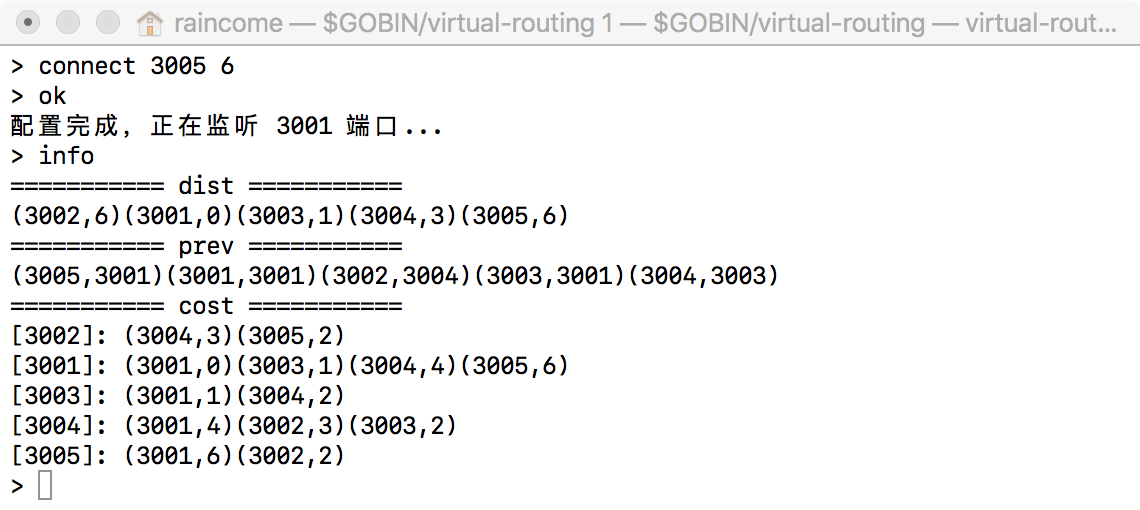 raincome — $GOBIN/virtual-routing 1 — $GOBIN/virtual-routing — virtual-rout...
> connect 3005 6
> ok
配置完成，正在监听 3001 端口...
> info
=========== dist ===========
(3002,6)(3001,0)(3003,1)(3004,3)(3005,6)
=========== prev ===========
(3005,3001)(3001,3001)(3002,3004)(3003,3001)(3004,3003)
=========== cost ===========
[3002]: (3004,3)(3005,2)
[3001]: (3001,0)(3003,1)(3004,4)(3005,6)
[3003]: (3001,1)(3004,2)
[3004]: (3001,4)(3002,3)(3003,2)
[3005]: (3001,6)(3002,2)
>